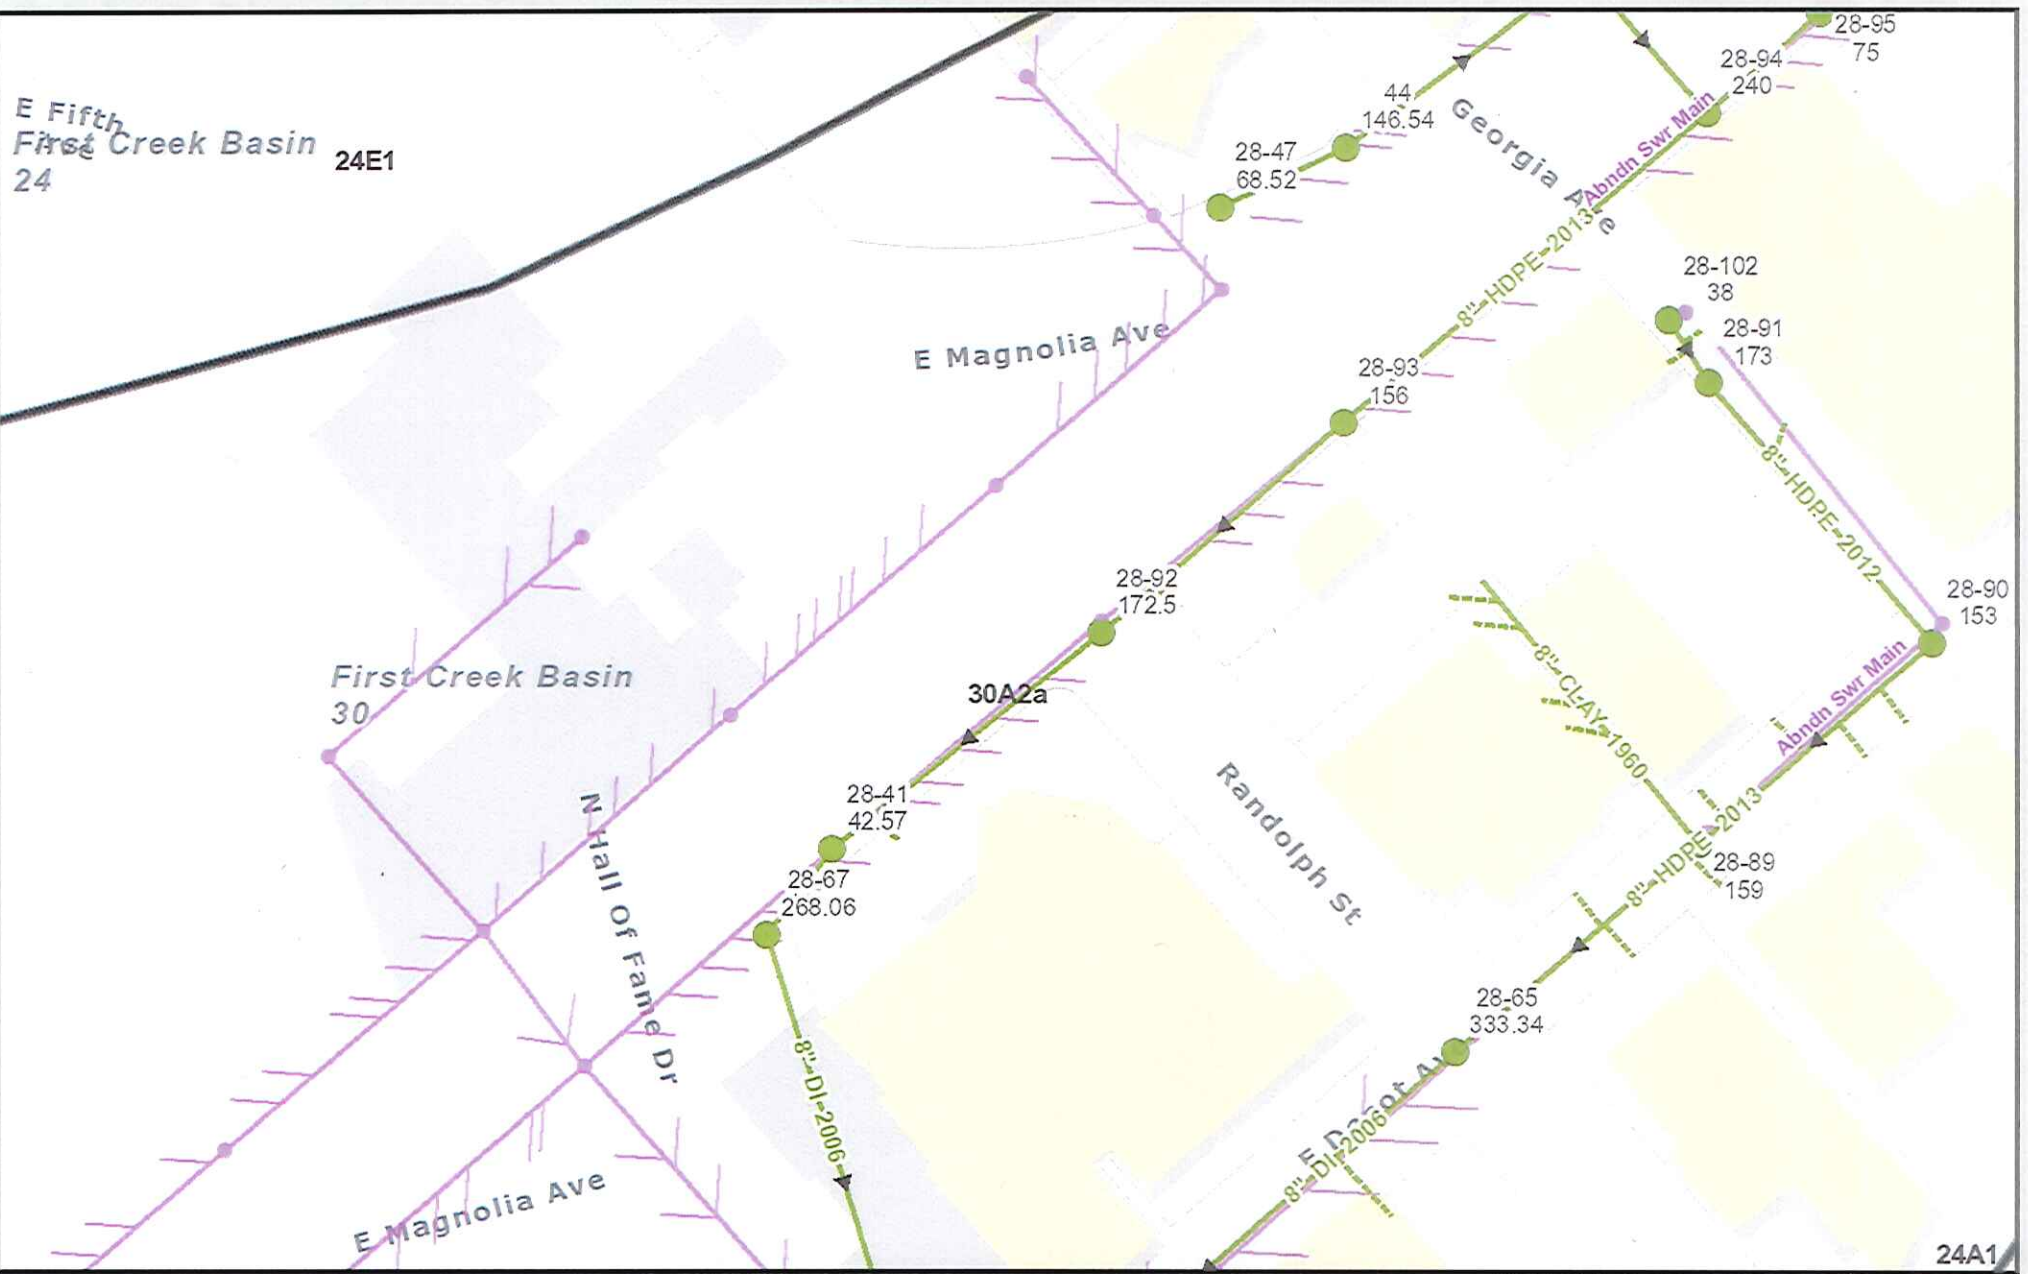 28-95
75
28-94
240
44
146.54
E Fifth
Ave
First Creek Basin
24
24E1
Georgia Ave
Abndn Swr Main
28-47
68.52
8"-HDPE-2013
28-102
38
28-91
173
E Magnolia Ave
28-93
156
8"-HDPE-2012
28-92
172.5
28-90
153
8"-CLAY-1960
First Creek Basin
30
30A2a
Abndn Swr Main
Randolph St
28-41
42.57
N Hall Of Fame Dr
8"-HDPE-2013
28-89
159
28-67
268.06
28-65
333.34
8"-DI-2006
8"-DI-2006
E Magnolia Ave
24A1